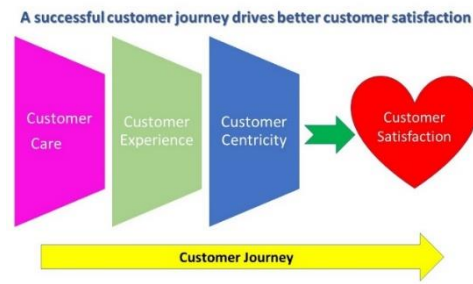 A successful customer journey drives better customer satisfaction
Customer
Care
Customer
Experience
Customer
Centricity
Customer
Satisfaction
Customer Journey